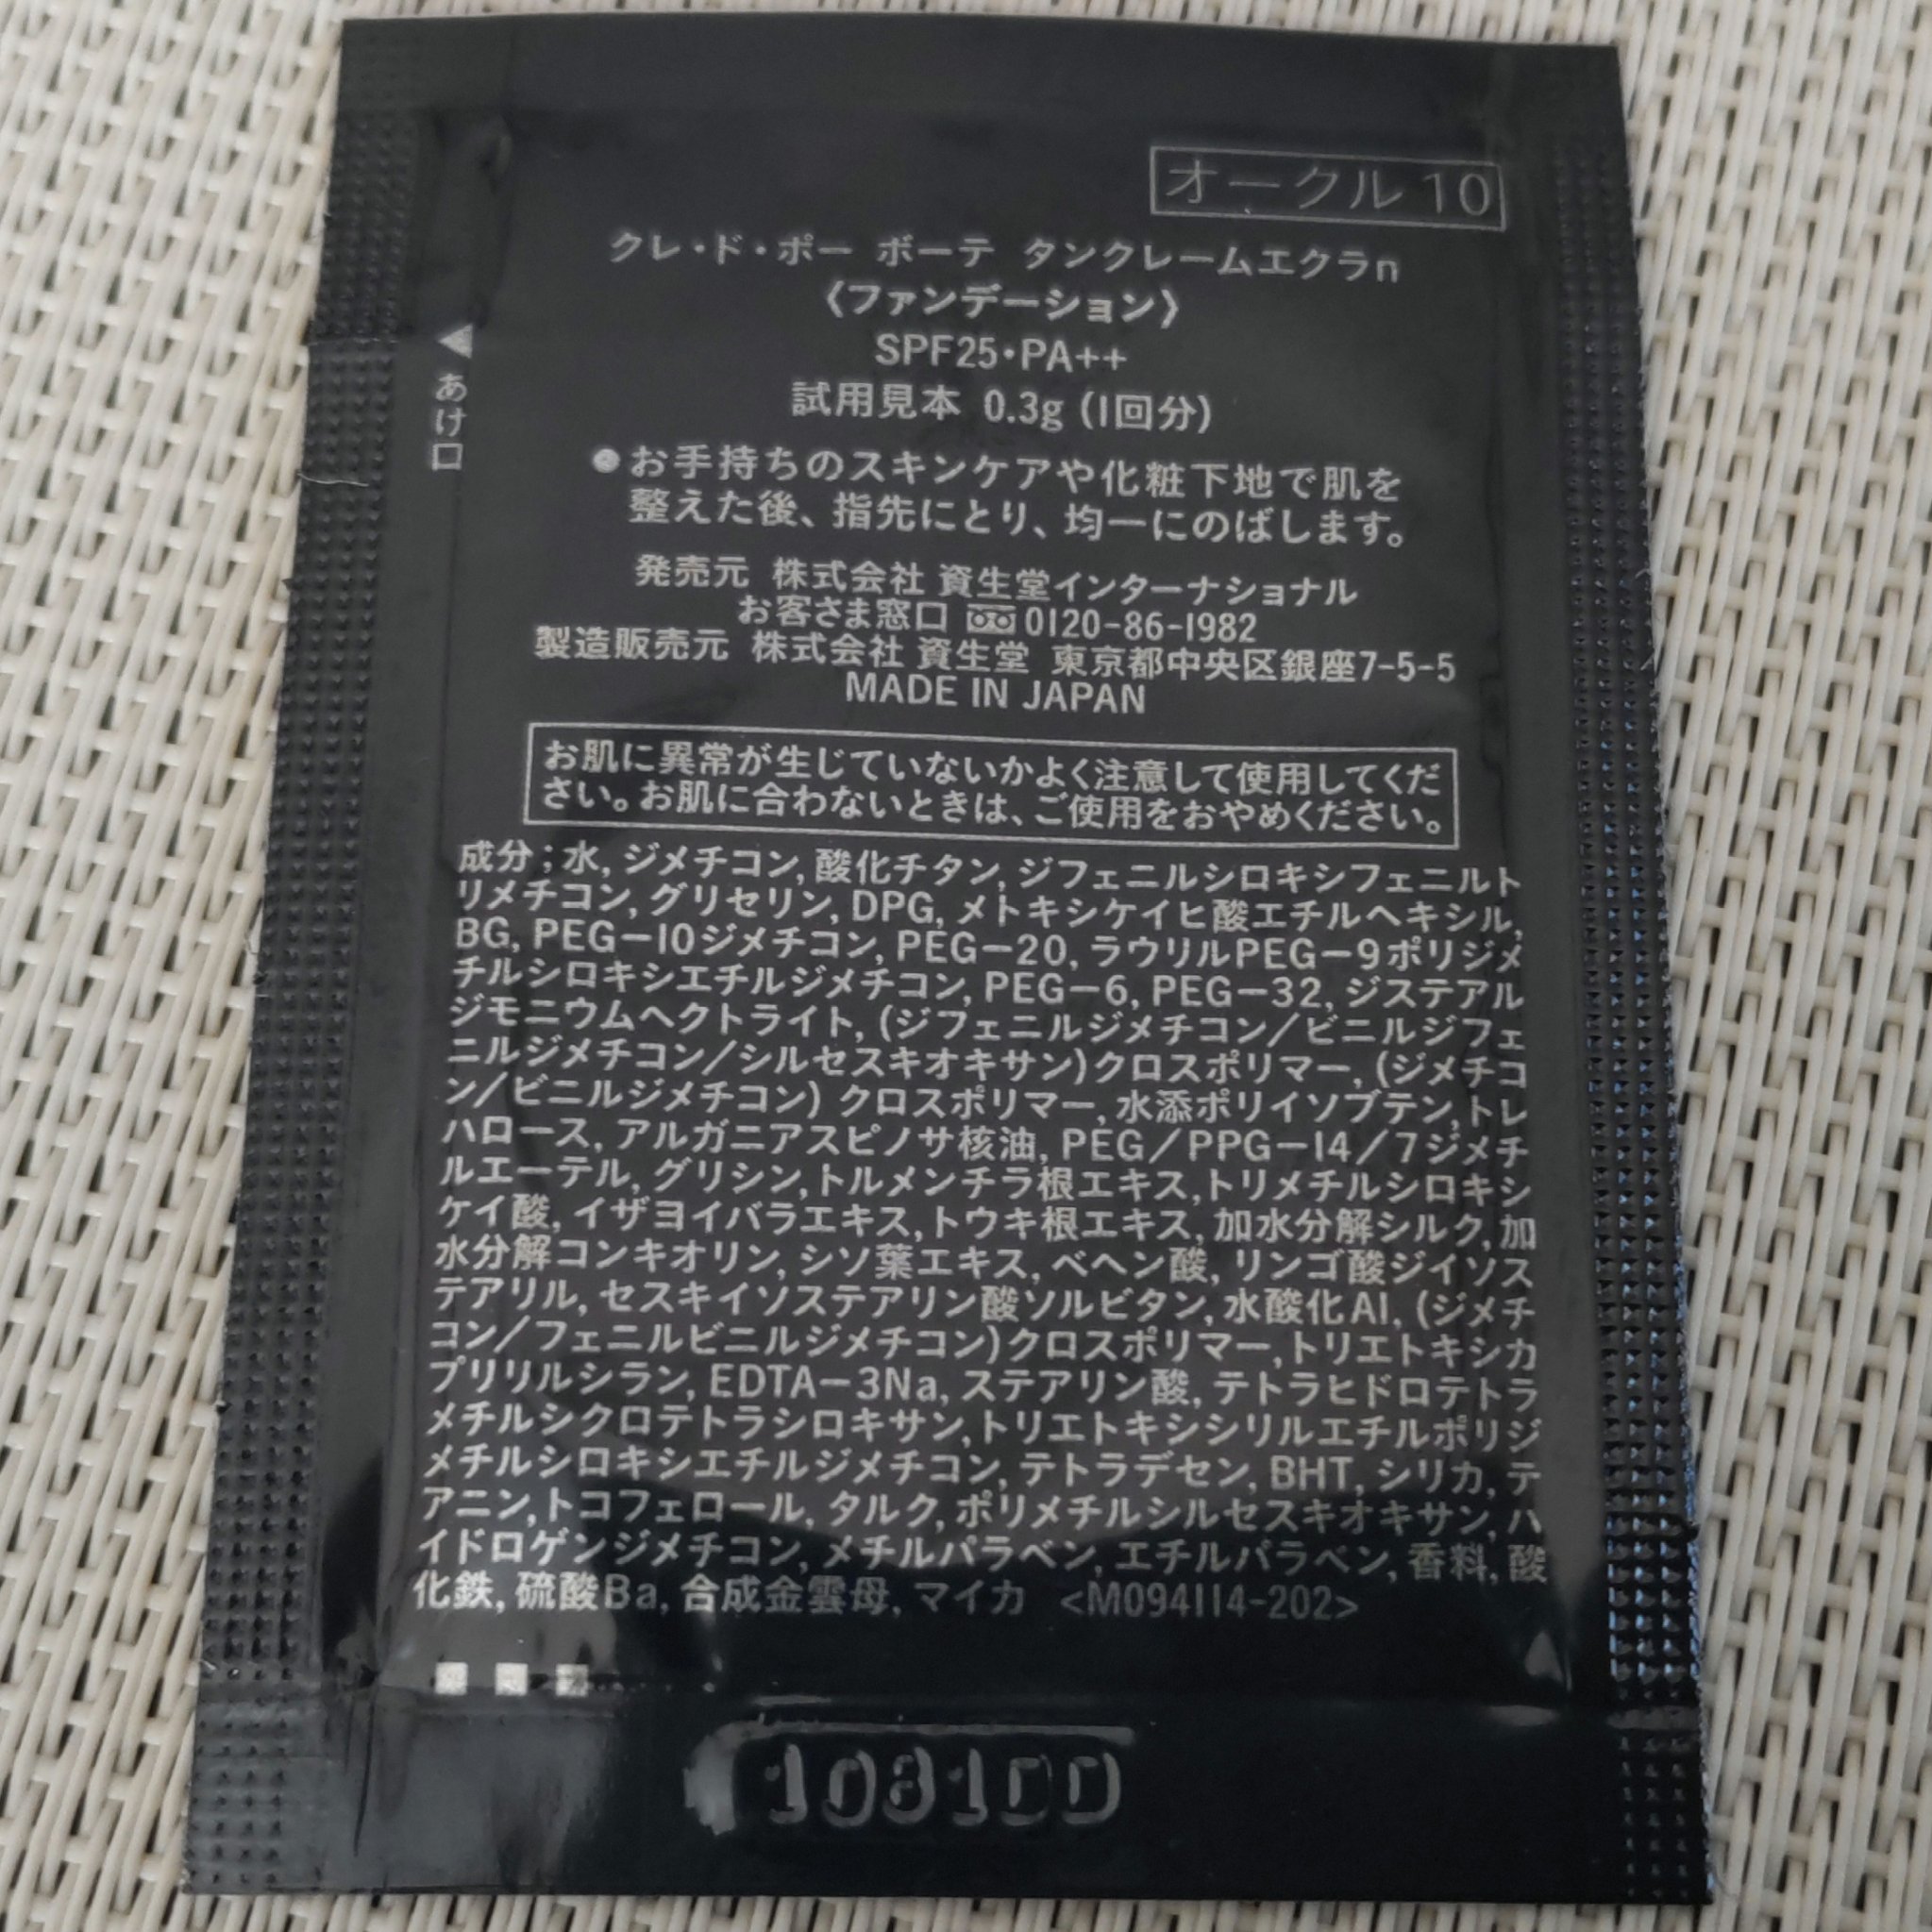 オークル10
クレ・ド・ポー ボーテ タンクレームエクラn
〈ファンデーション〉
SPF25・PA++
試用見本 0.3g (1回分)
あけ口
●お手持ちのスキンケアや化粧下地で肌を
整えた後、指先にとり、均一にのばします。
発売元 株式会社 資生堂インターナショナル
お客さま窓口 0120-86-1982
製造販売元 株式会社 資生堂 東京都中央区銀座7-5-5
MADE IN JAPAN
お肌に異常が生じていないかよく注意して使用してくだ
さい。お肌に合わないときは、ご使用をおやめください。
成分；水, ジメチコン, 酸化チタン, ジフェニルシロキシフェニルト
リメチコン, グリセリン, DPG, メトキシケイヒ酸エチルヘキシル,
BG, PEG－10ジメチコン, PEG－20, ラウリルPEG－9ポリジメ
チルシロキシエチルジメチコン, PEG－6, PEG－32, ジステアル
ジモニウムヘクトライト, (ジフェニルジメチコン／ビニルジフェ
ニルジメチコン／シルセスキオキサン)クロスポリマー, (ジメチコ
ン／ビニルジメチコン) クロスポリマー, 水添ポリイソブテン, トレ
ハロース, アルガニアスピノサ核油, PEG／PPG－14／7ジメチ
ルエーテル, グリシン, トルメンチラ根エキス, トリメチルシロキシ
ケイ酸, イザヨイバラエキス, トウキ根エキス, 加水分解シルク, 加
水分解コンキオリン, シソ葉エキス, ベヘン酸, リンゴ酸ジイソス
テアリル, セスキイソステアリン酸ソルビタン, 水酸化Al, (ジメチ
コン／フェニルビニルジメチコン)クロスポリマー, トリエトキシカ
プリリルシラン, EDTA－3Na, ステアリン酸, テトラヒドロテトラ
メチルシクロテトラシロキサン, トリエトキシシリルエチルポリジ
メチルシロキシエチルジメチコン, テトラデセン, BHT, シリカ, テ
アニン, トコフェロール, タルク, ポリメチルシルセスキオキサン, ハ
イドロゲンジメチコン, メチルパラベン, エチルパラベン, 香料, 酸
化鉄, 硫酸Ba, 合成金雲母, マイカ <M094114-202>